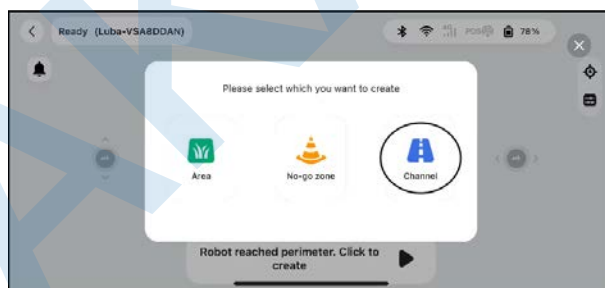 Ready (Luba-VSA8DDAN)
78%
Please select which you want to create
Area
No-go zone
Channel
Robot reached perimeter. Click to
create